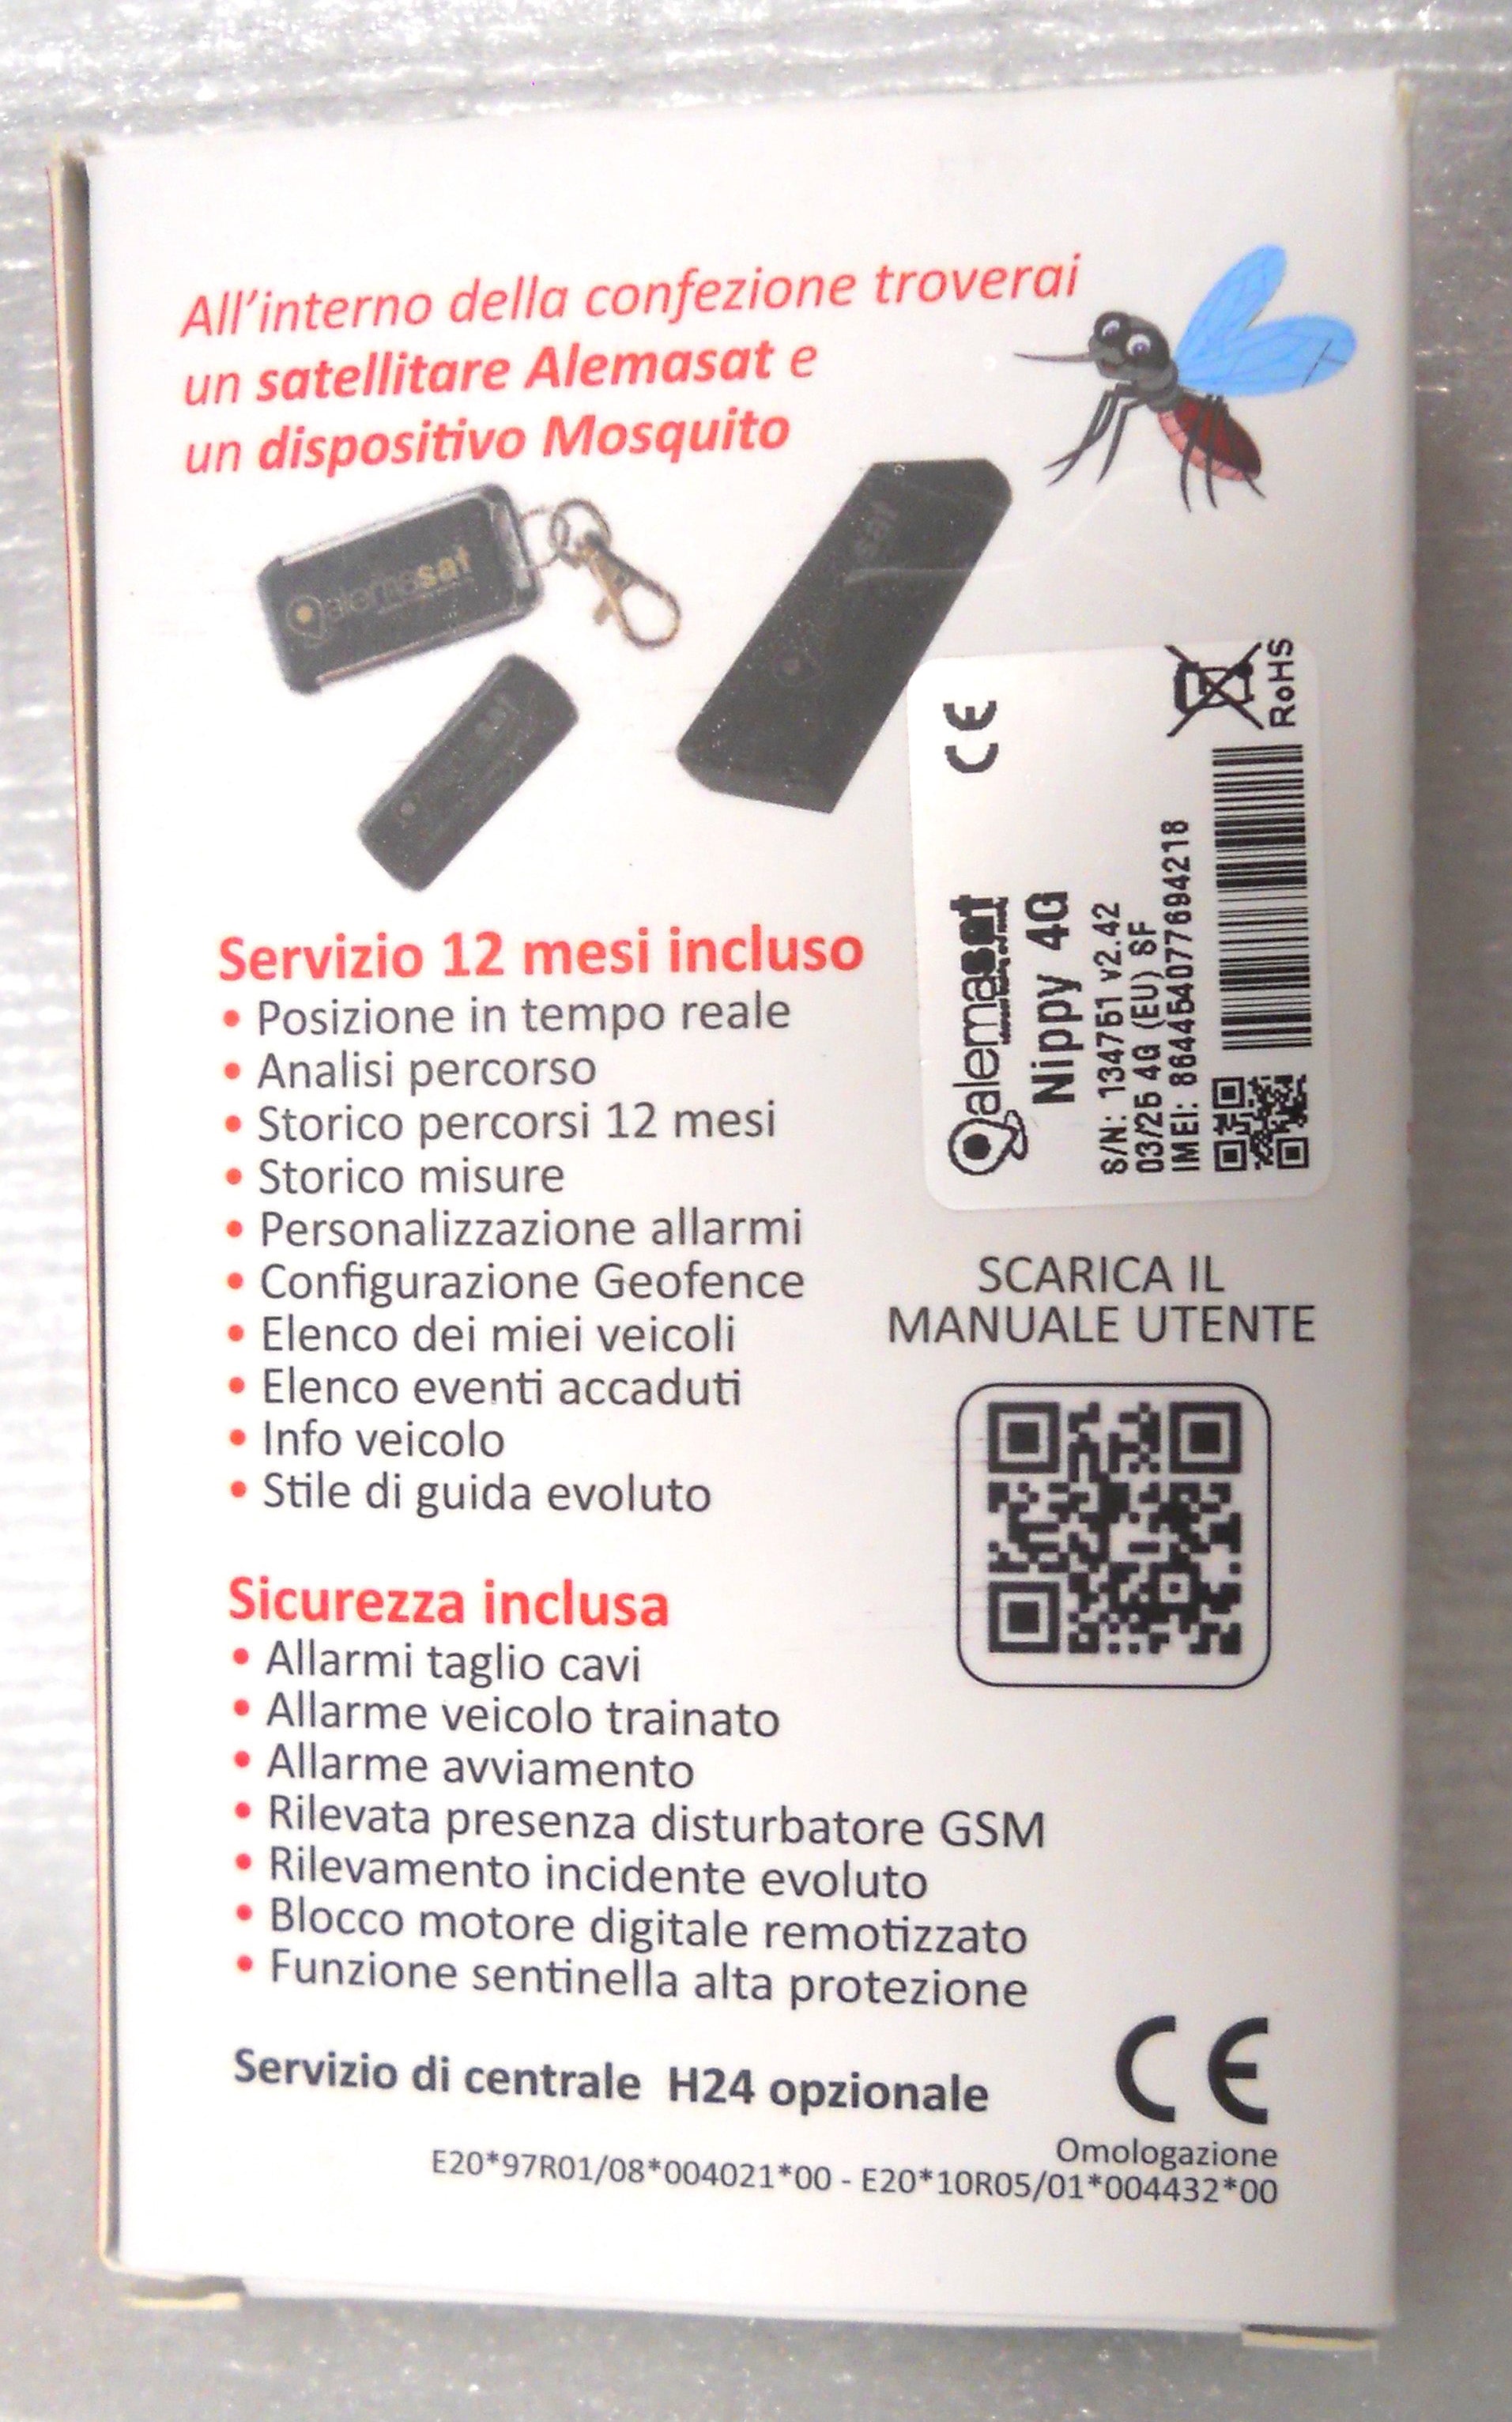 All'interno della confezione troverai
un satellitare Alemasat e
un dispositivo Mosquito
alemasat
sat
Servizio 12 mesi incluso
• Posizione in tempo reale
• Analisi percorso
• Storico percorsi 12 mesi
• Storico misure
• Personalizzazione allarmi
• Configurazione Geofence
• Elenco dei miei veicoli
• Elenco eventi accaduti
• Info veicolo
• Stile di guida evoluto
Sicurezza inclusa
• Allarmi taglio cavi
• Allarme veicolo trainato
• Allarme avviamento
• Rilevata presenza disturbatore GSM
• Rilevamento incidente evoluto
• Blocco motore digitale remotizzato
• Funzione sentinella alta protezione
Servizio di centrale H24 opzionale
alemasat
CE
Nippy 4G
S/N: 134751 v2.42
03/25 4G (EU) SF
IMEI: 864454077694218
RoHS
SCARICA IL
MANUALE UTENTE
CE
Omologazione
E20*97R01/08*004021*00 - E20*10R05/01*004432*00